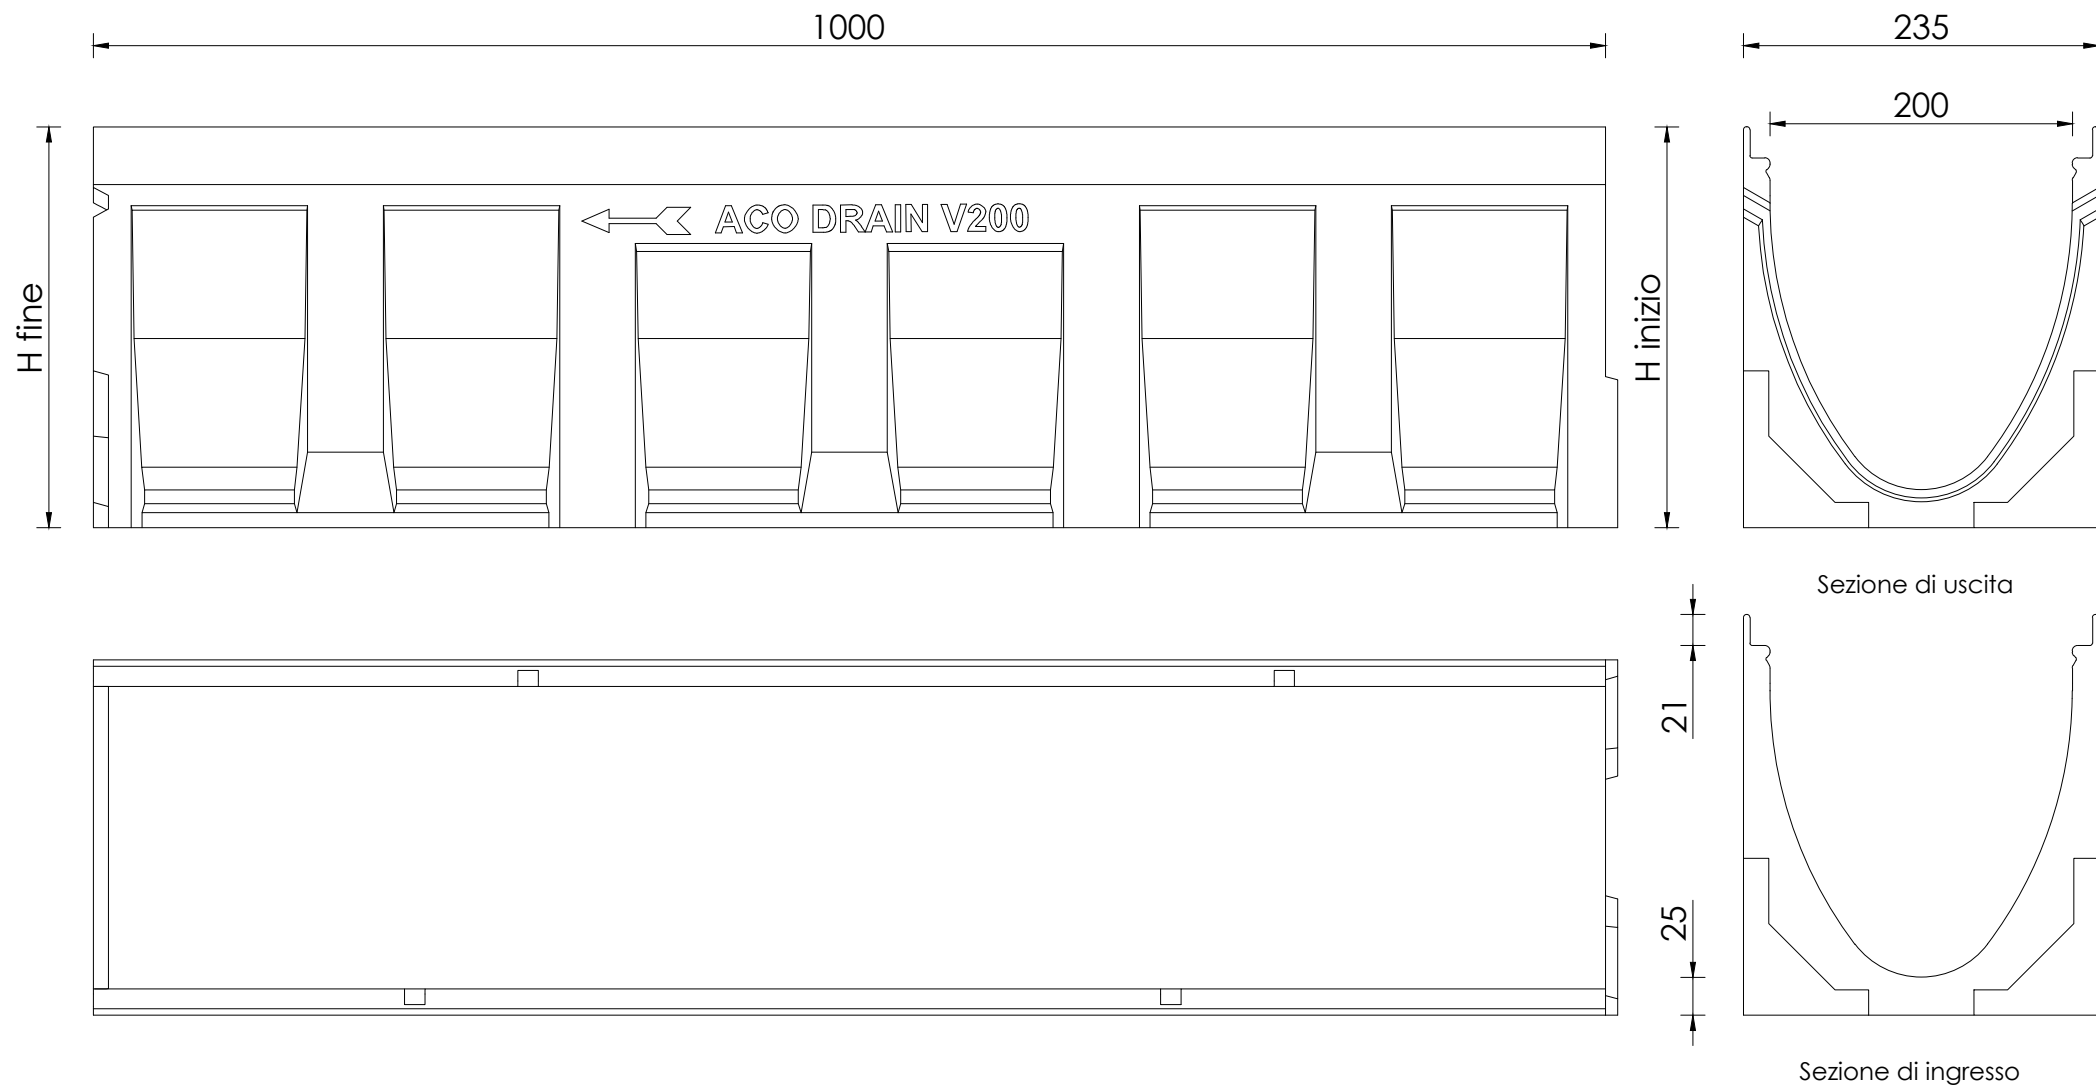 1000
235
200
ACO DRAIN V200
H fine
H inizio
Sezione di uscita
21
25
Sezione di ingresso